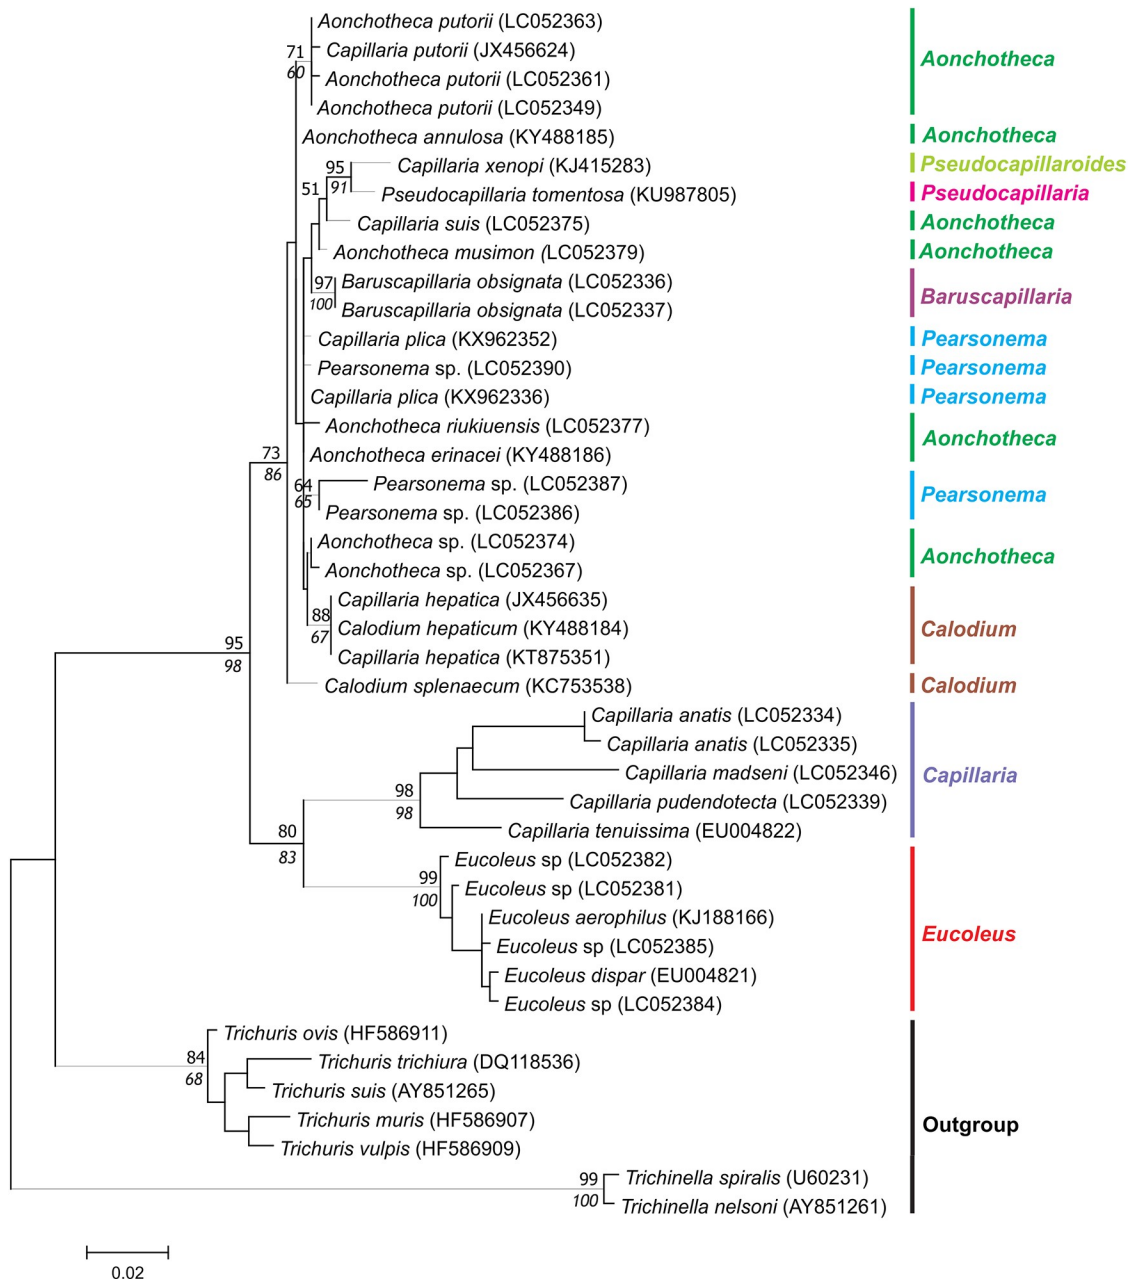 Aonchotheca putorii (LC052363)
71
60
Capillaria putorii (JX456624)
Aonchotheca
Aonchotheca putorii (LC052361)
Aonchotheca putorii (LC052349)
Aonchotheca annulosa (KY488185)
Aonchotheca
95
91
Capillaria xenopi (KJ415283)
Pseudocapillaroides
51
Pseudocapillaria tomentosa (KU987805)
Pseudocapillaria
Capillaria suis (LC052375)
Aonchotheca
Aonchotheca musimon (LC052379)
Aonchotheca
97
100
Baruscapillaria obsignata (LC052336)
Baruscapillaria
Baruscapillaria obsignata (LC052337)
Capillaria plica (KX962352)
Pearsonema
Pearsonema sp. (LC052390)
Pearsonema
Capillaria plica (KX962336)
Pearsonema
Aonchotheca riukiuensis (LC052377)
Aonchotheca
73
86
Aonchotheca erinacei (KY488186)
64
65
Pearsonema sp. (LC052387)
Pearsonema
Pearsonema sp. (LC052386)
Aonchotheca sp. (LC052374)
Aonchotheca
Aonchotheca sp. (LC052367)
Capillaria hepatica (JX456635)
88
67
Calodium hepaticum (KY488184)
Calodium
95
98
Capillaria hepatica (KT875351)
Calodium splenaecum (KC753538)
Calodium
Capillaria anatis (LC052334)
Capillaria anatis (LC052335)
Capillaria madseni (LC052346)
Capillaria
98
98
Capillaria pudendotecta (LC052339)
80
83
Capillaria tenuissima (EU004822)
Eucoleus sp (LC052382)
99
100
Eucoleus sp (LC052381)
Eucoleus aerophilus (KJ188166)
Eucoleus
Eucoleus sp (LC052385)
Eucoleus dispar (EU004821)
Eucoleus sp (LC052384)
Trichuris ovis (HF586911)
84
68
Trichuris trichiura (DQ118536)
Trichuris suis (AY851265)
Trichuris muris (HF586907)
Outgroup
Trichuris vulpis (HF586909)
99
100
Trichinella spiralis (U60231)
Trichinella nelsoni (AY851261)
0.02